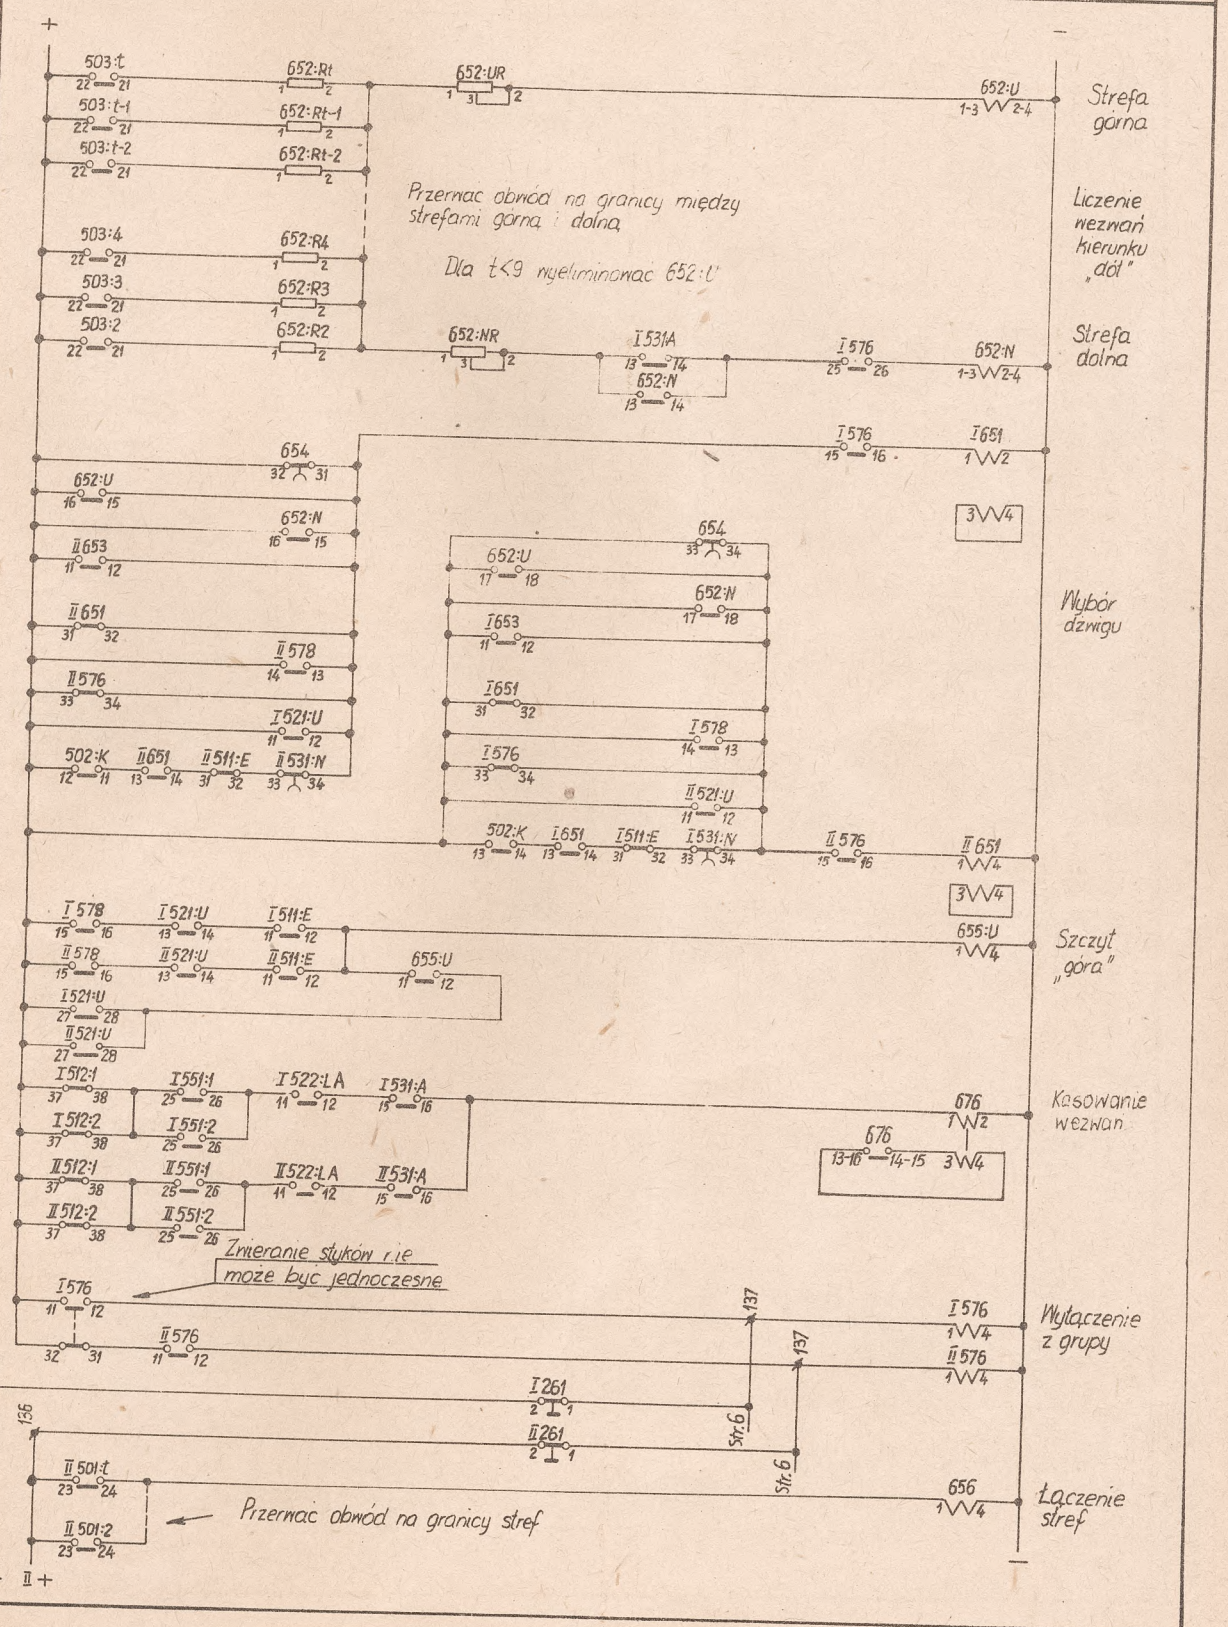 +
−
503:t
22 21
652:Rt
1 2
652:UR
1 3 2
652:U
1-3 2-4
Strefa
górna
503:t-1
22 21
652:Rt-1
1 2
503:t-2
22 21
652:Rt-2
1 2
Przerwać obwód na granicy między
strefami górną i dolną
Liczenie
wezwań
kierunku
„dół"
503:4
22 21
652:R4
1 2
Dla t<9 wyeliminować 652:U
503:3
22 21
652:R3
1 2
503:2
22 21
652:R2
1 2
652:NR
1 3 2
I 531:A
13 14
652:N
13 14
I 576
25 26
652:N
1-3 2-4
Strefa
dolna
I 576
15 16
I 651
1 2
3 4
654
32 31
652:U
16 15
652:N
16 15
II 653
11 12
II 651
31 32
II 578
14 13
II 576
33 34
I 521:U
11 12
502:K
12 11
II 651
13 14
II 511:E
31 32
II 531:N
33 34
654
33 34
652:U
17 18
652:N
17 18
I 653
11 12
I 651
31 32
I 578
14 13
I 576
33 34
II 521:U
11 12
502:K
13 14
I 651
13 14
I 511:E
31 32
I 531:N
33 34
II 576
15 16
II 651
1 4
3 4
Wybór
dzwigu
I 578
15 16
I 521:U
13 14
I 511:E
11 12
655:U
1 4
Szczyt
„góra"
II 578
15 16
II 521:U
13 14
II 511:E
11 12
655:U
11 12
I 521:U
27 28
II 521:U
27 28
I 512:1
37 38
I 551:1
25 26
I 522:LA
11 12
I 531:A
15 16
676
1 2
Kasowanie
wezwań
I 512:2
37 38
I 551:2
25 26
676
13-16 14-15
3 4
II 512:1
37 38
II 551:1
25 26
II 522:LA
11 12
II 531:A
15 16
II 512:2
37 38
II 551:2
25 26
Zwieranie styków nie
może być jednoczesne
I 576
11 12
137
I 576
1 4
Wyłączenie
z grupy
32 31
II 576
11 12
137
II 576
1 4
I 261
2 1
Str.6
136
II 261
2 1
Str.6
II 501:t
23 24
656
1 4
Łączenie
stref
Przerwać obwód na granicy stref
II 501:2
23 24
II +
−